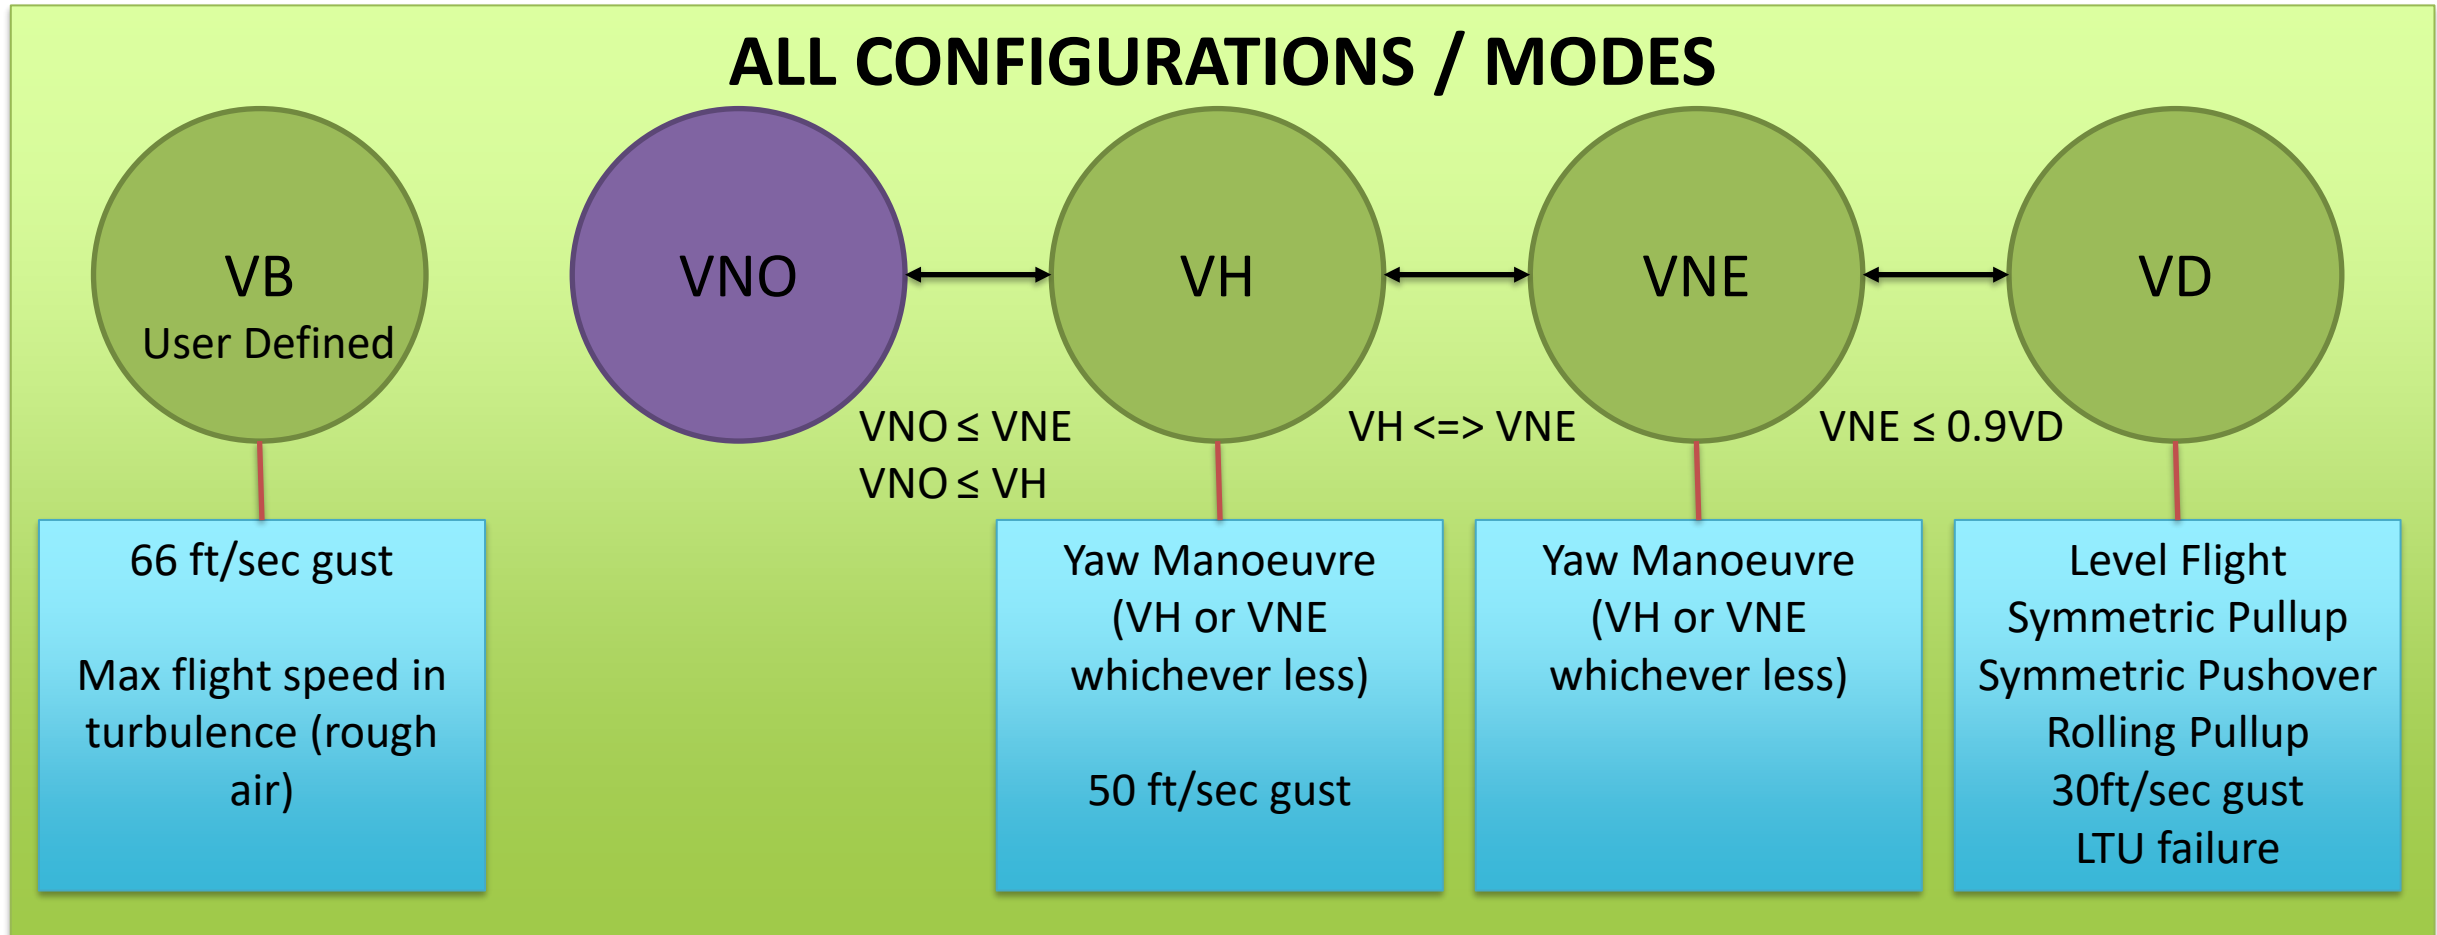 ALL CONFIGURATIONS / MODES
VB
User Defined
VNO
VH
VNE
VD
VNO ≤ VNE
VNO ≤ VH
VH <=> VNE
VNE ≤ 0.9VD
66 ft/sec gust
Max flight speed in
turbulence (rough
air)
Yaw Manoeuvre
(VH or VNE
whichever less)
50 ft/sec gust
Yaw Manoeuvre
(VH or VNE
whichever less)
Level Flight
Symmetric Pullup
Symmetric Pushover
Rolling Pullup
30ft/sec gust
LTU failure